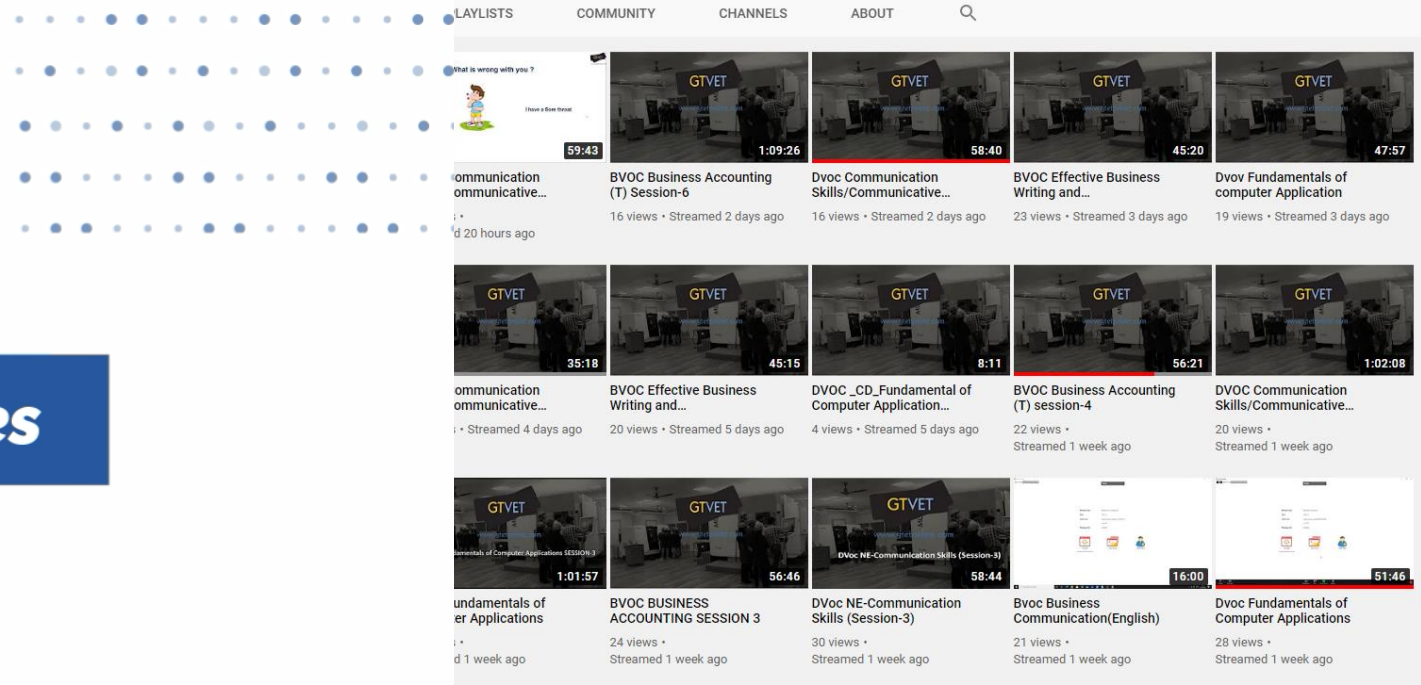 LAYLISTS COMMUNITY CHANNELS ABOUT
What is wrong with you ?
I have a Sore throat
59:43
GTVET
1:09:26
GTVET
58:40
GTVET
45:20
GTVET
47:57
ommunication
ommunicative...
d 20 hours ago
BVOC Business Accounting
(T) Session-6
16 views • Streamed 2 days ago
Dvoc Communication
Skills/Communicative...
16 views • Streamed 2 days ago
BVOC Effective Business
Writing and...
23 views • Streamed 3 days ago
Dvov Fundamentals of
computer Application
19 views • Streamed 3 days ago
es
GTVET
35:18
GTVET
45:15
GTVET
8:11
GTVET
56:21
GTVET
1:02:08
ommunication
ommunicative...
• Streamed 4 days ago
BVOC Effective Business
Writing and...
20 views • Streamed 5 days ago
DVOC _CD_Fundamental of
Computer Application...
4 views • Streamed 5 days ago
BVOC Business Accounting
(T) session-4
22 views •
Streamed 1 week ago
DVOC Communication
Skills/Communicative...
20 views •
Streamed 1 week ago
GTVET
damentals of Computer Applications SESSION-3
1:01:57
GTVET
56:46
GTVET
DVoc NE-Communication Skills (Session-3)
58:44
16:00
51:46
undamentals of
er Applications
d 1 week ago
BVOC BUSINESS
ACCOUNTING SESSION 3
24 views •
Streamed 1 week ago
DVoc NE-Communication
Skills (Session-3)
30 views •
Streamed 1 week ago
Bvoc Business
Communication(English)
21 views •
Streamed 1 week ago
Dvoc Fundamentals of
Computer Applications
28 views •
Streamed 1 week ago